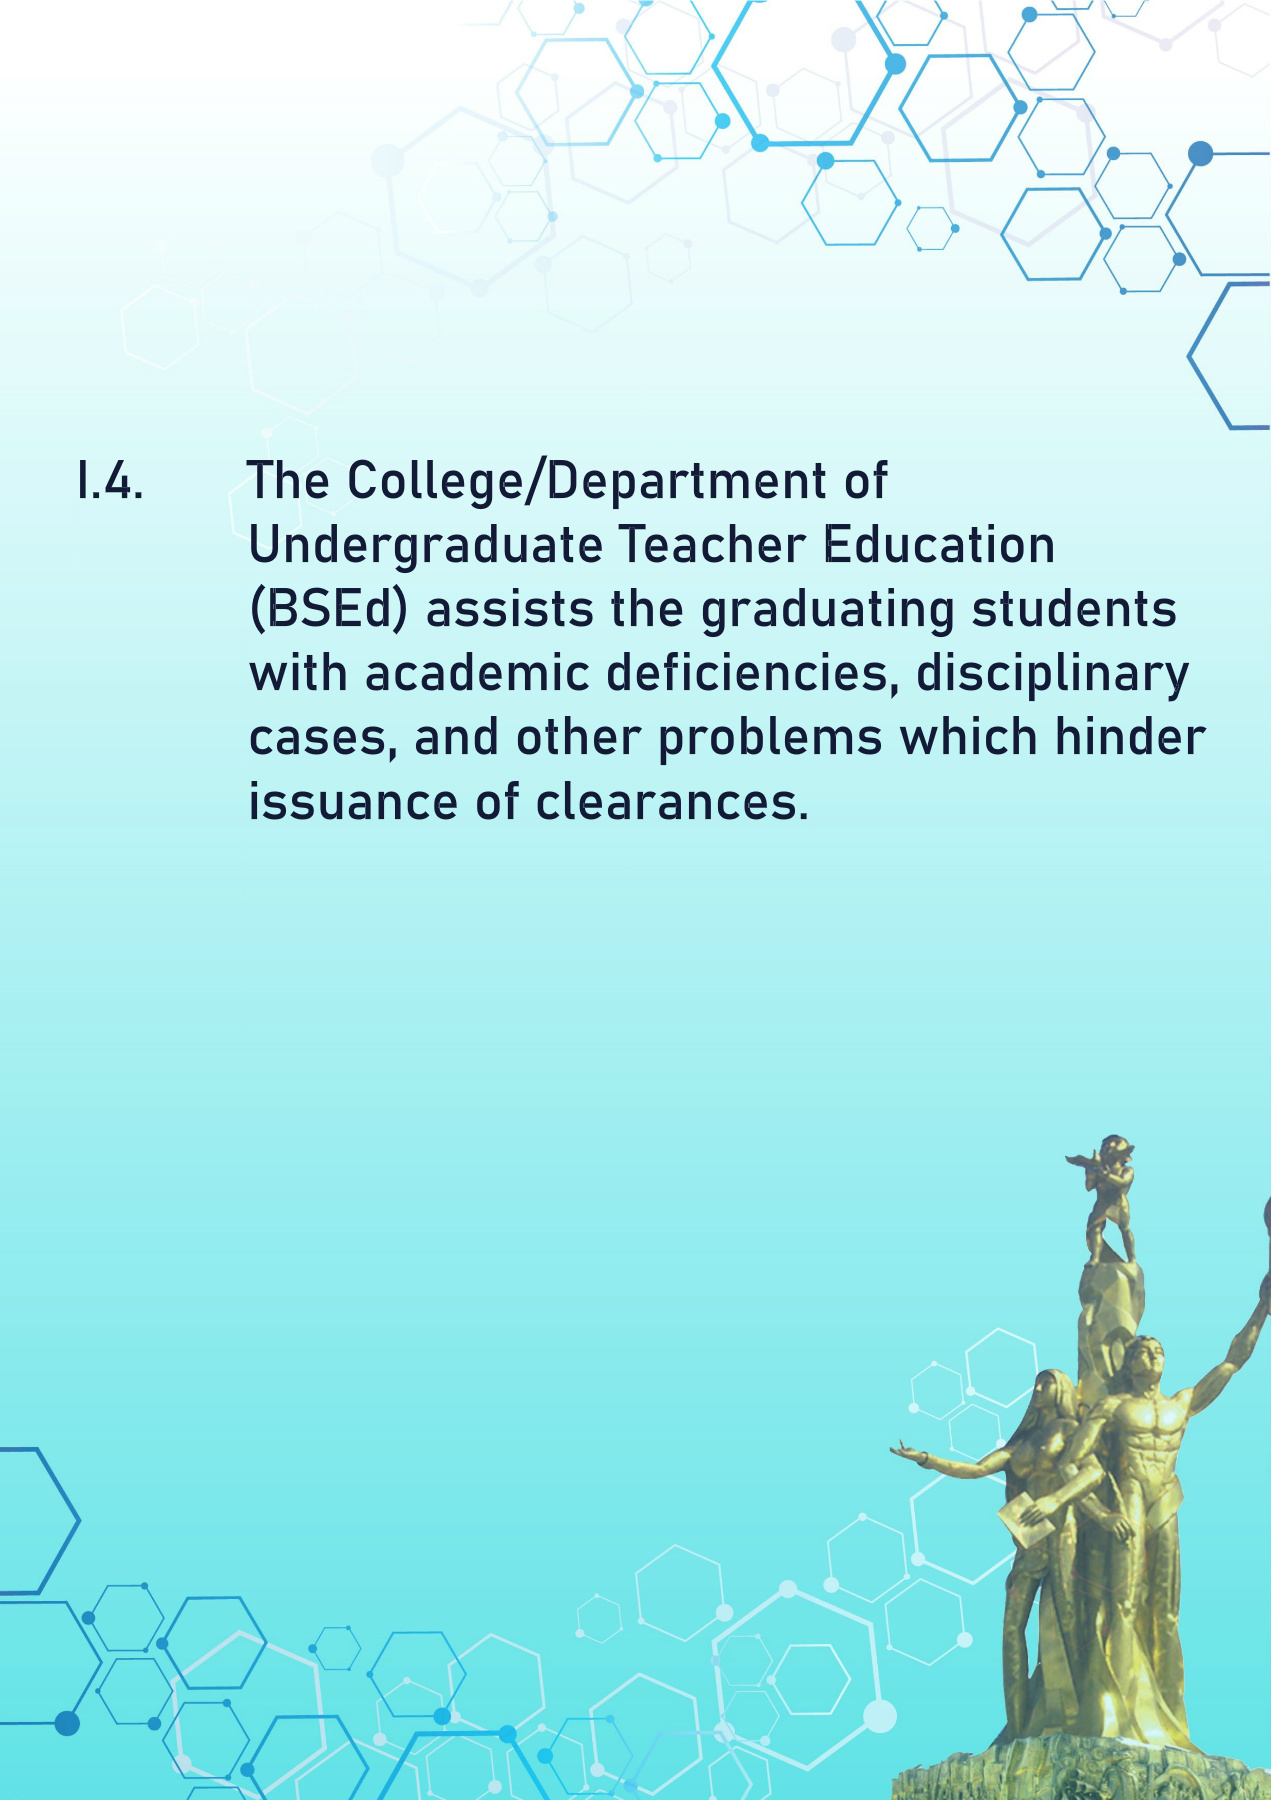 I.4. The College/Department of
Undergraduate Teacher Education
(BSEd) assists the graduating students
with academic deficiencies, disciplinary
cases, and other problems which hinder
issuance of clearances.